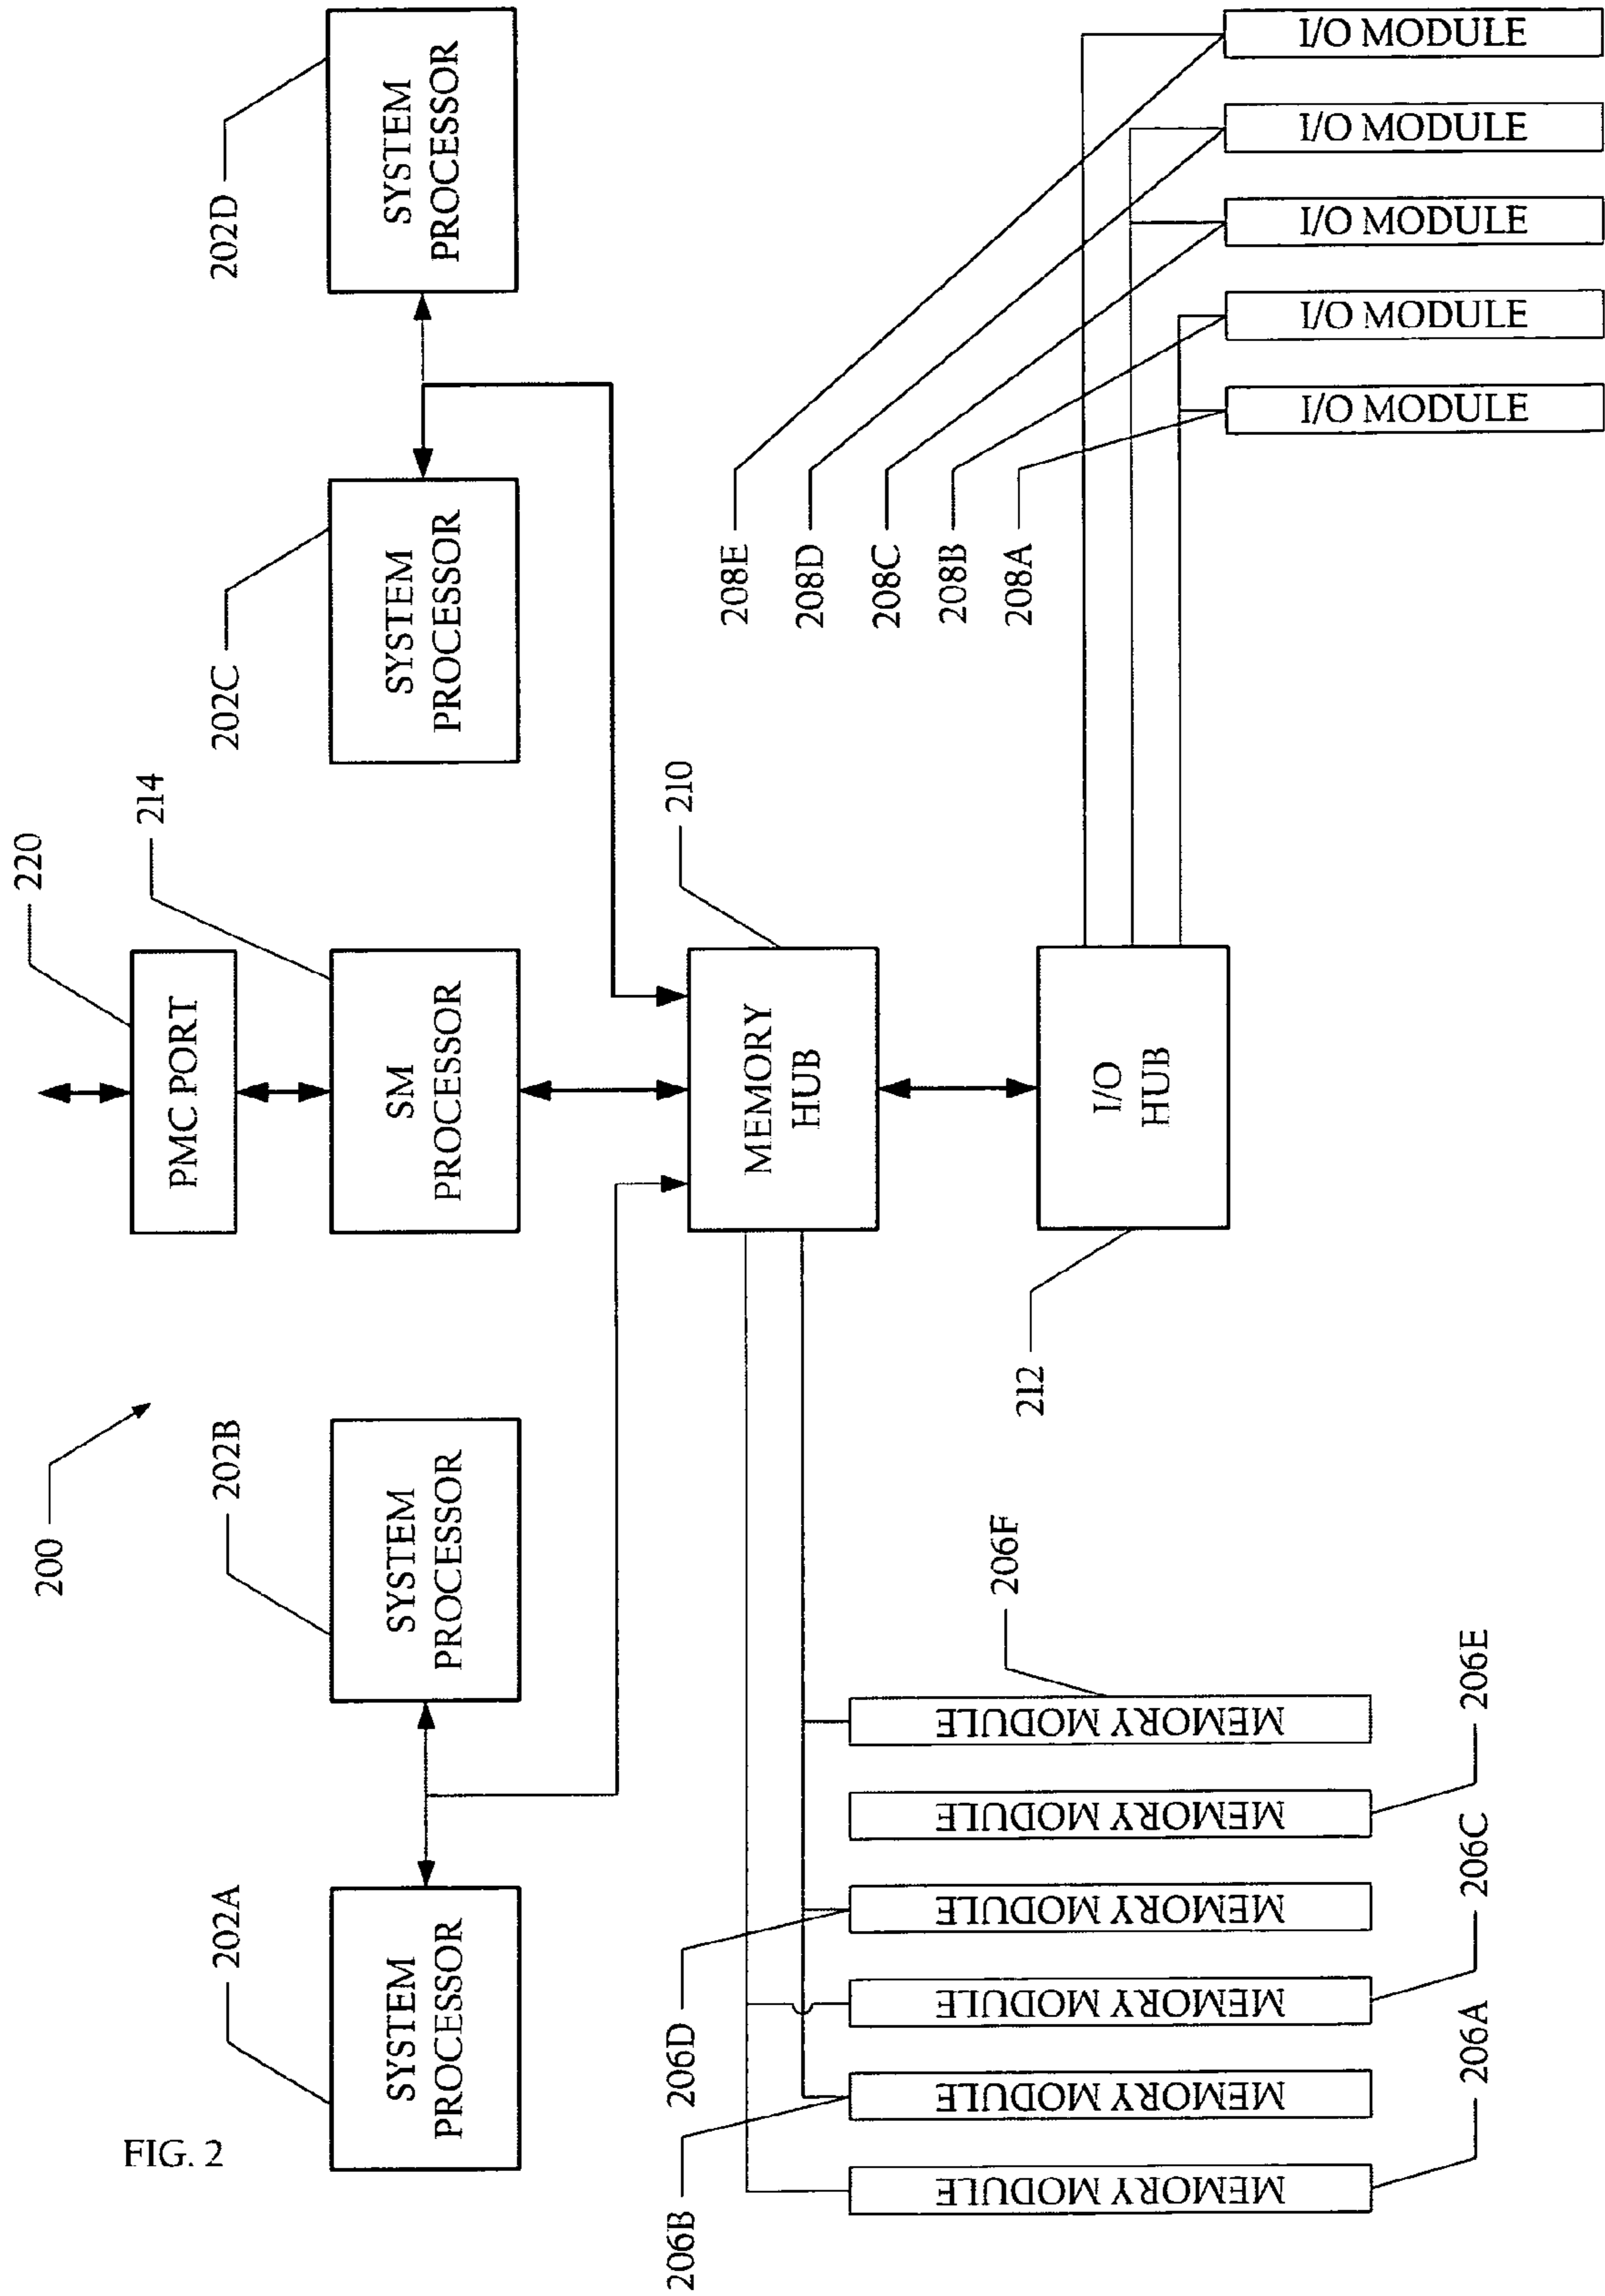 220
PMC PORT
214
SM
PROCESSOR
200
202A
SYSTEM
PROCESSOR
202B
SYSTEM
PROCESSOR
202C
SYSTEM
PROCESSOR
202D
SYSTEM
PROCESSOR
210
MEMORY
HUB
212
I/O
HUB
208E
208D
208C
208B
208A
I/O MODULE
I/O MODULE
I/O MODULE
I/O MODULE
I/O MODULE
206F
MEMORY MODULE
206E
MEMORY MODULE
206D
MEMORY MODULE
206C
MEMORY MODULE
206B
MEMORY MODULE
206A
MEMORY MODULE
FIG. 2